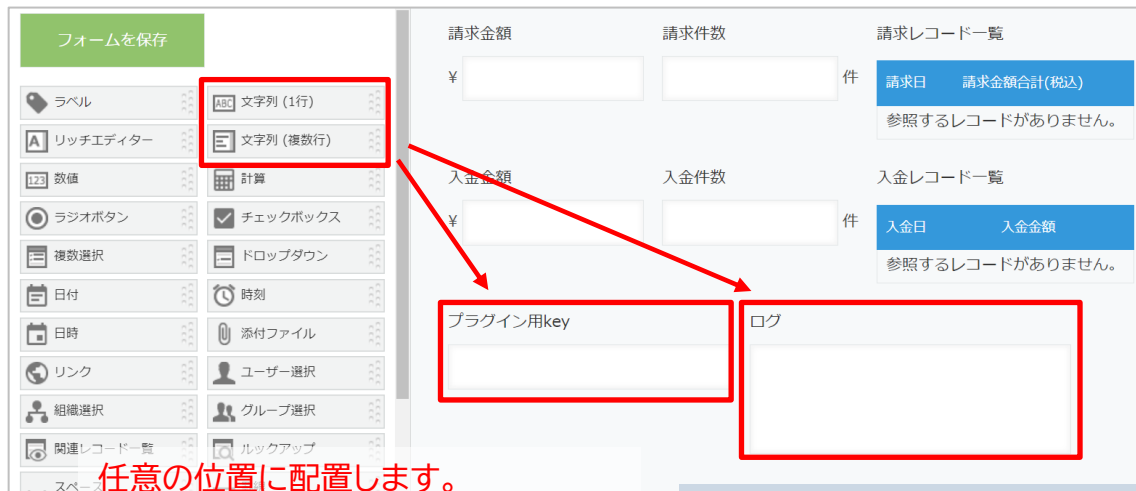 フォームを保存
ラベル
ABC 文字列 (1行)
A リッチエディター
文字列 (複数行)
123 数値
計算
ラジオボタン
チェックボックス
複数選択
ドロップダウン
日付
時刻
日時
添付ファイル
リンク
ユーザー選択
組織選択
グループ選択
関連レコード一覧
ルックアップ
スペース
任意の位置に配置します。
請求金額
請求件数
請求レコード一覧
¥
件
請求日 請求金額合計(税込)
参照するレコードがありません。
入金金額
入金件数
入金レコード一覧
¥
件
入金日 入金金額
参照するレコードがありません。
プラグイン用key
ログ